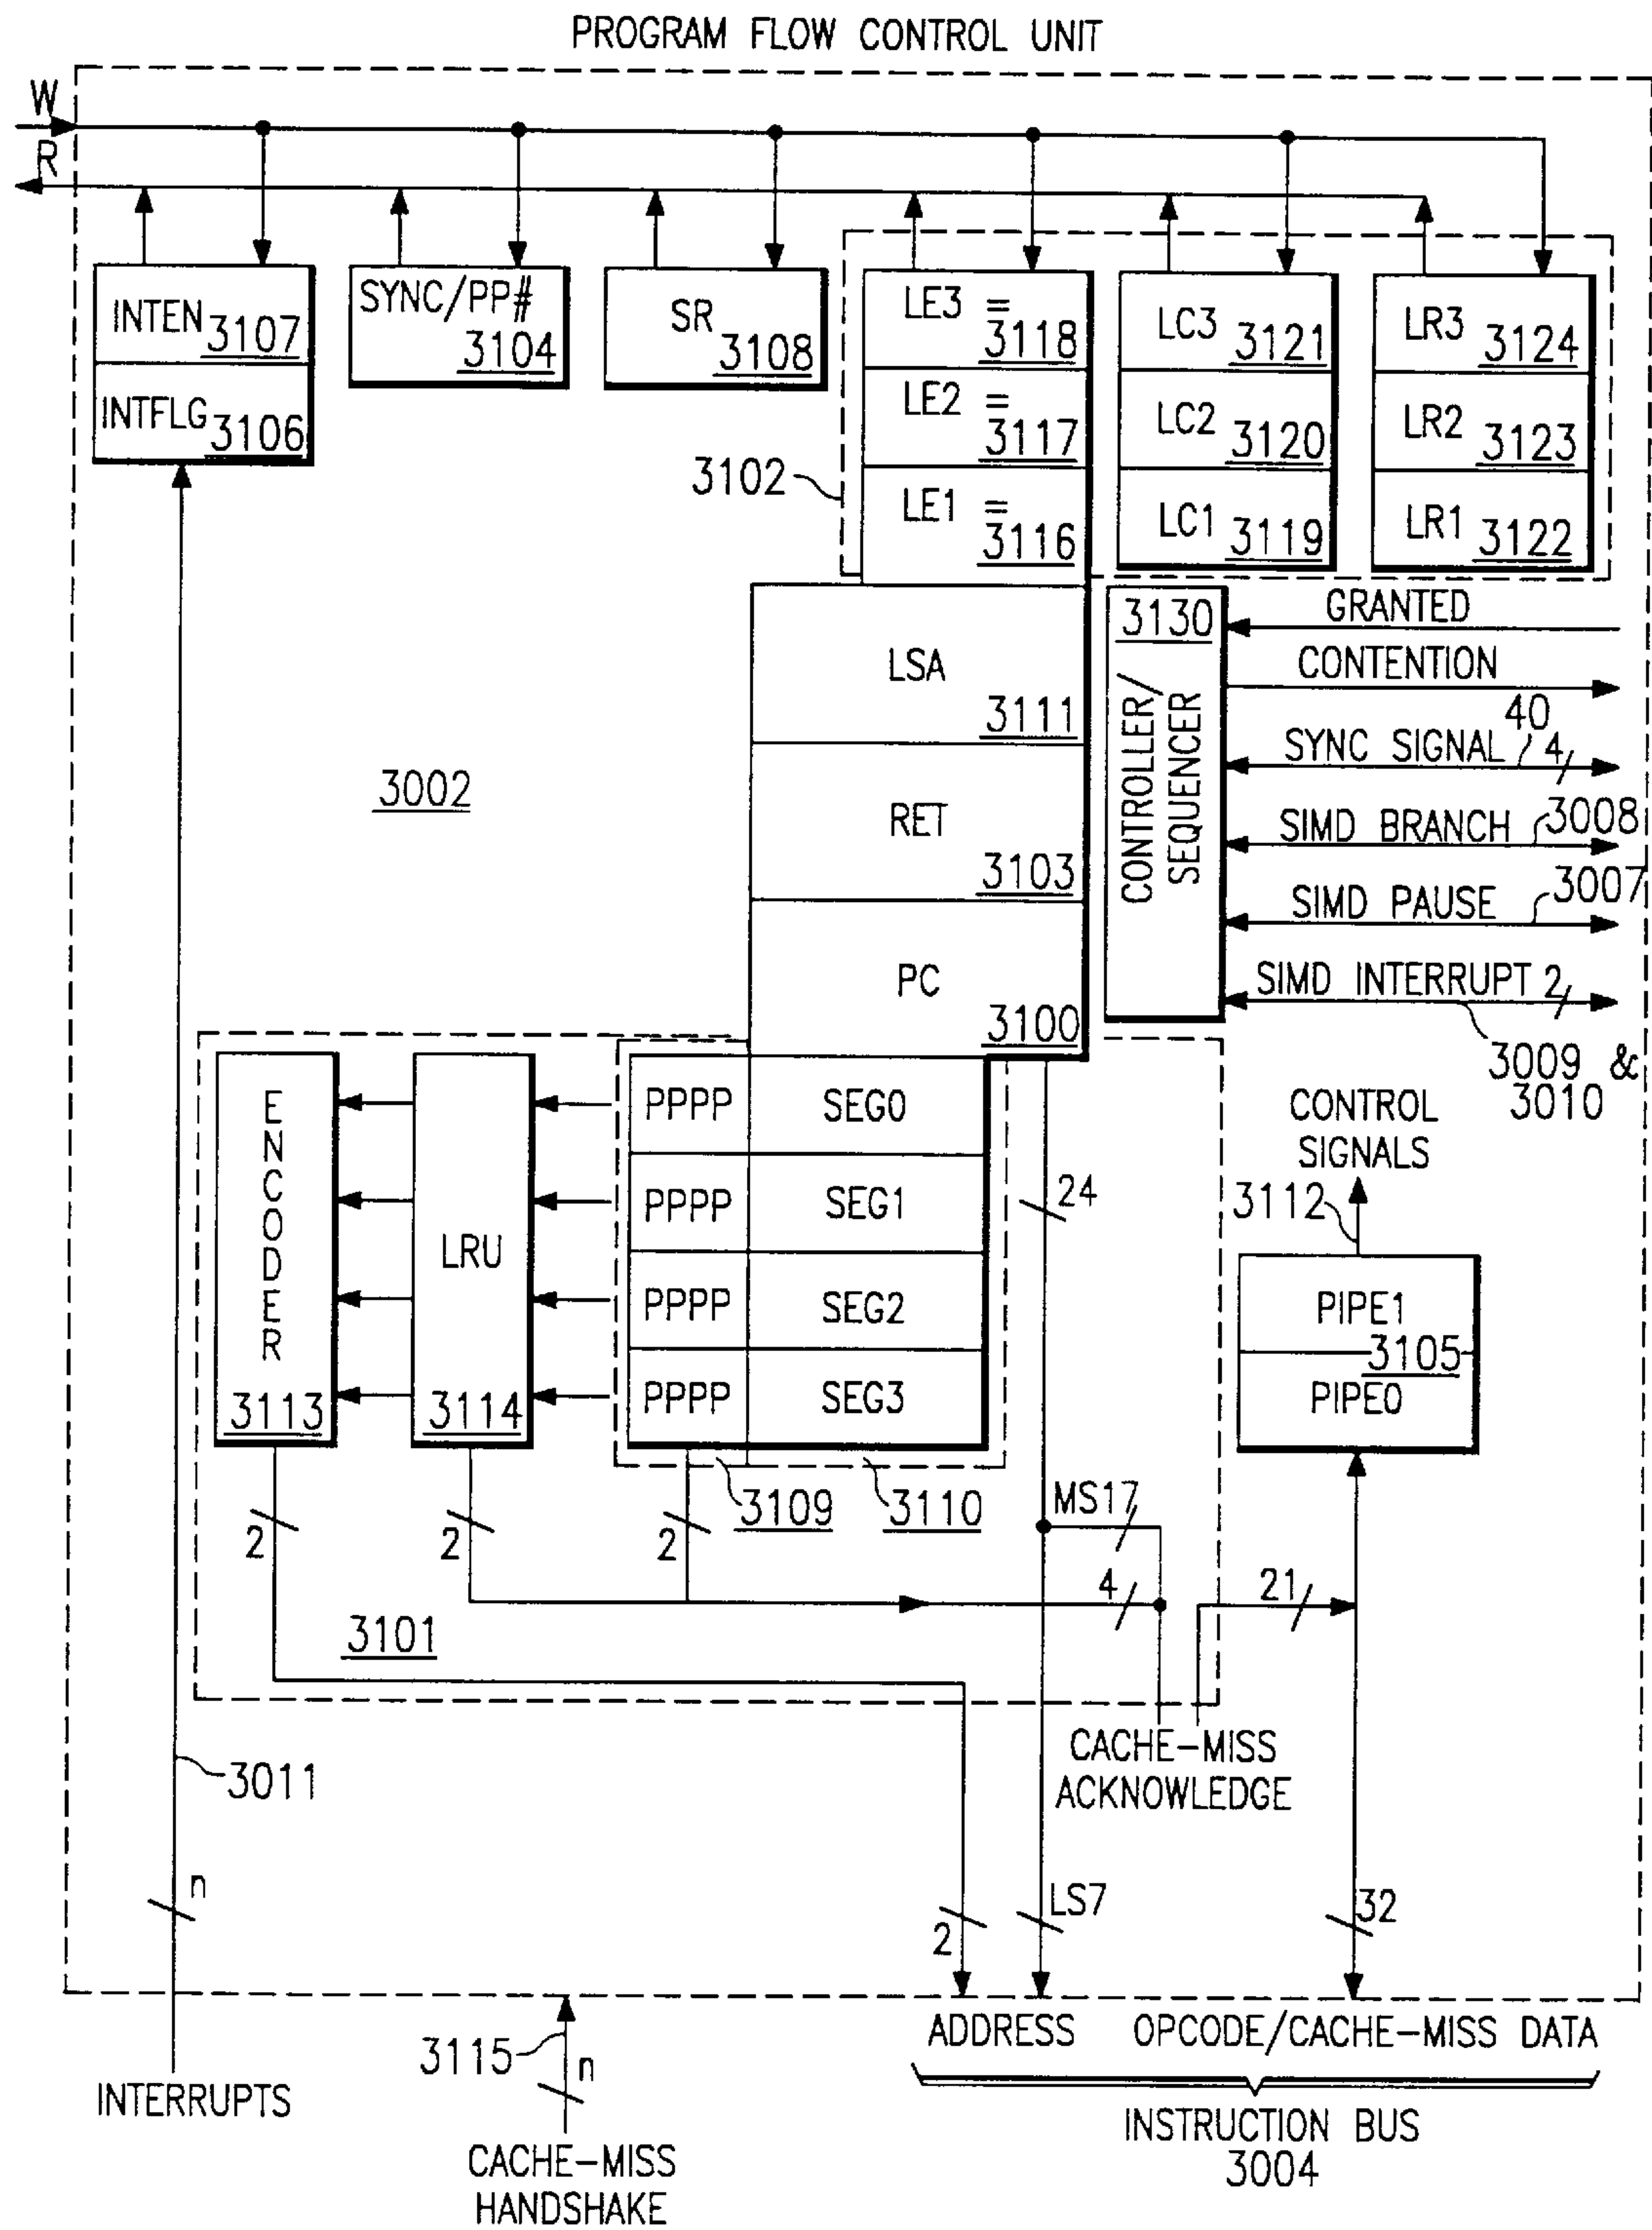 PROGRAM FLOW CONTROL UNIT
W
R
INTEN 3107
INTFLG 3106
SYNC/PP#
3104
SR
3108
LE3 =
3118
LE2 =
3117
LE1 =
3116
LC3 3121
LC2 3120
LC1 3119
LR3 3124
LR2 3123
LR1 3122
3102
LSA
3111
RET
3103
PC
3100
3002
3130
CONTROLLER/
SEQUENCER
GRANTED
CONTENTION
40
SYNC SIGNAL 4
SIMD BRANCH 3008
SIMD PAUSE 3007
SIMD INTERRUPT 2
3009 &
3010
CONTROL
SIGNALS
3112
PIPE1
3105
PIPE0
ENCODER
3113
LRU
3114
PPPP SEG0
PPPP SEG1
PPPP SEG2
PPPP SEG3
24
3109
3110
2
2
2
MS17
4
21
3101
CACHE-MISS
ACKNOWLEDGE
3011
n
2
LS7
32
ADDRESS
OPCODE/CACHE-MISS DATA
3115
n
INTERRUPTS
CACHE-MISS
HANDSHAKE
INSTRUCTION BUS
3004